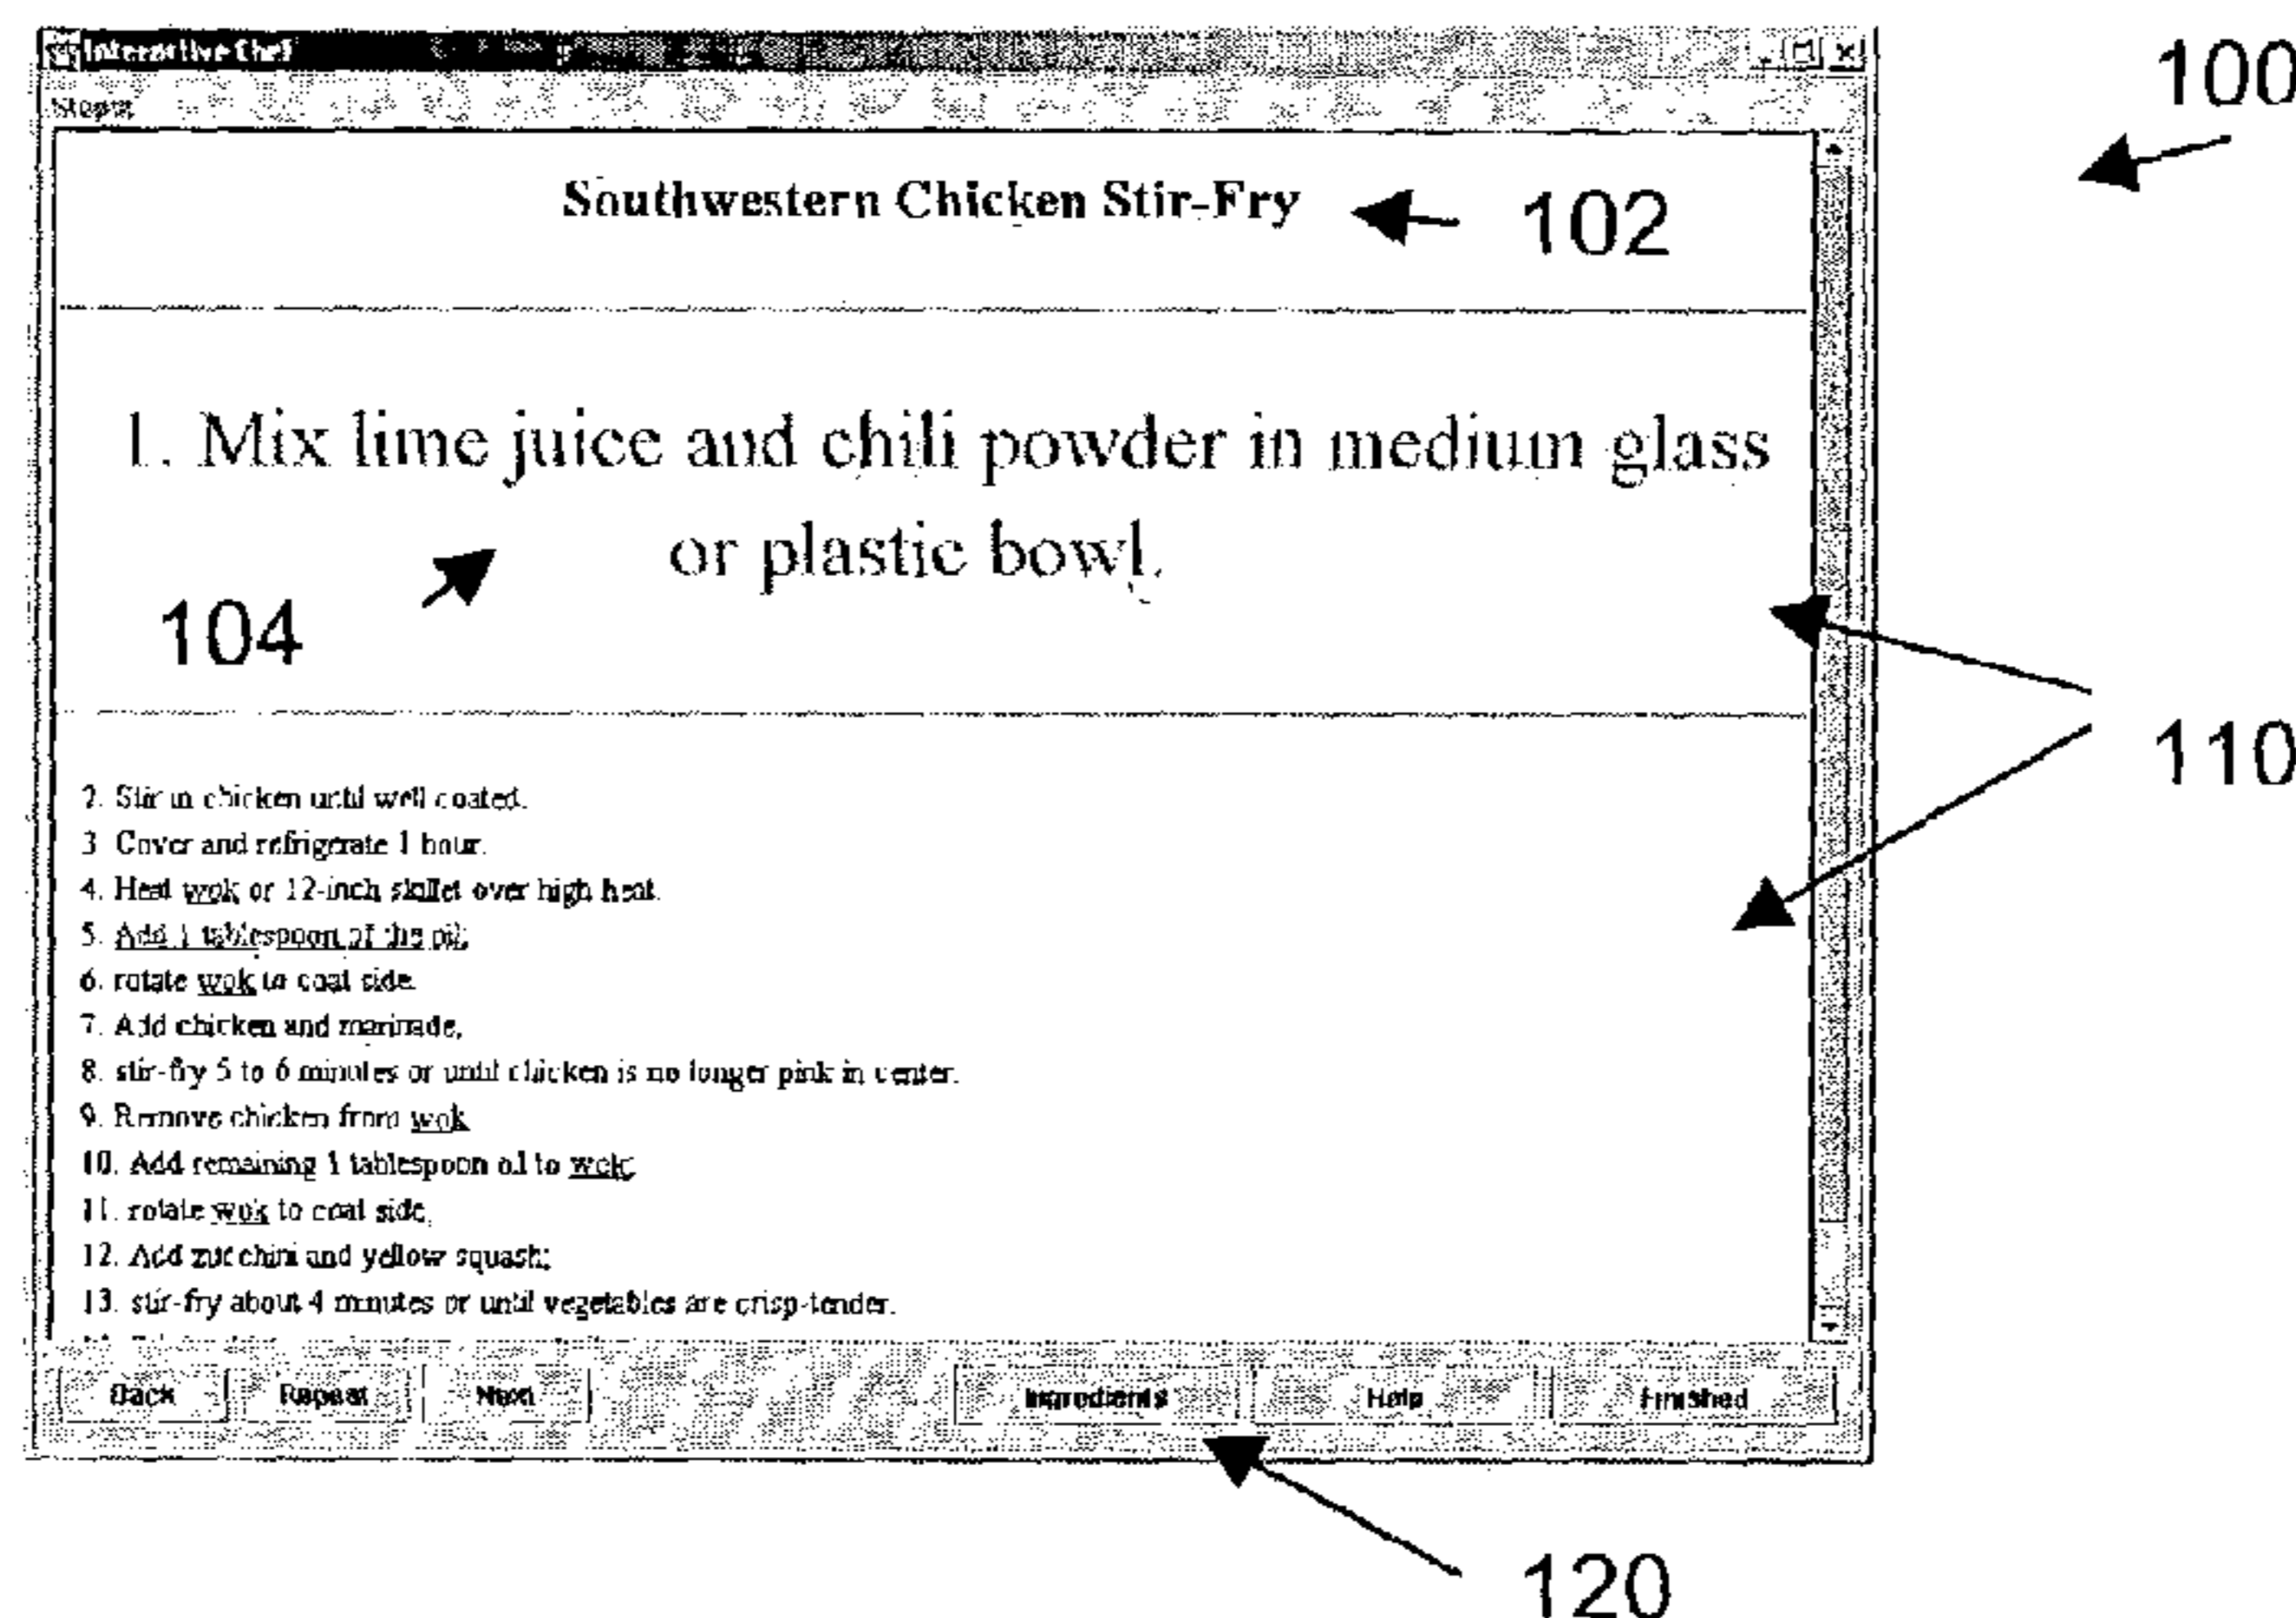 Interactive Chef
Steps:
100
Southwestern Chicken Stir-Fry
102
1. Mix lime juice and chili powder in medium glass
or plastic bowl.
104
110
2. Stir in chicken until well coated.
3 Cover and refrigerate 1 hour.
4. Heat wok or 12-inch skillet over high heat.
5. Add 1 tablespoon of the oil;
6. rotate wok to coat side.
7. Add chicken and marinade;
8. stir-fry 5 to 6 minutes or until chicken is no longer pink in center.
9. Remove chicken from wok
10. Add remaining 1 tablespoon oil to wok;
11. rotate wok to coat side.
12. Add zucchini and yellow squash;
13. stir-fry about 4 minutes or until vegetables are crisp-tender.
Back Repeat Next Ingredients Help Finished
120